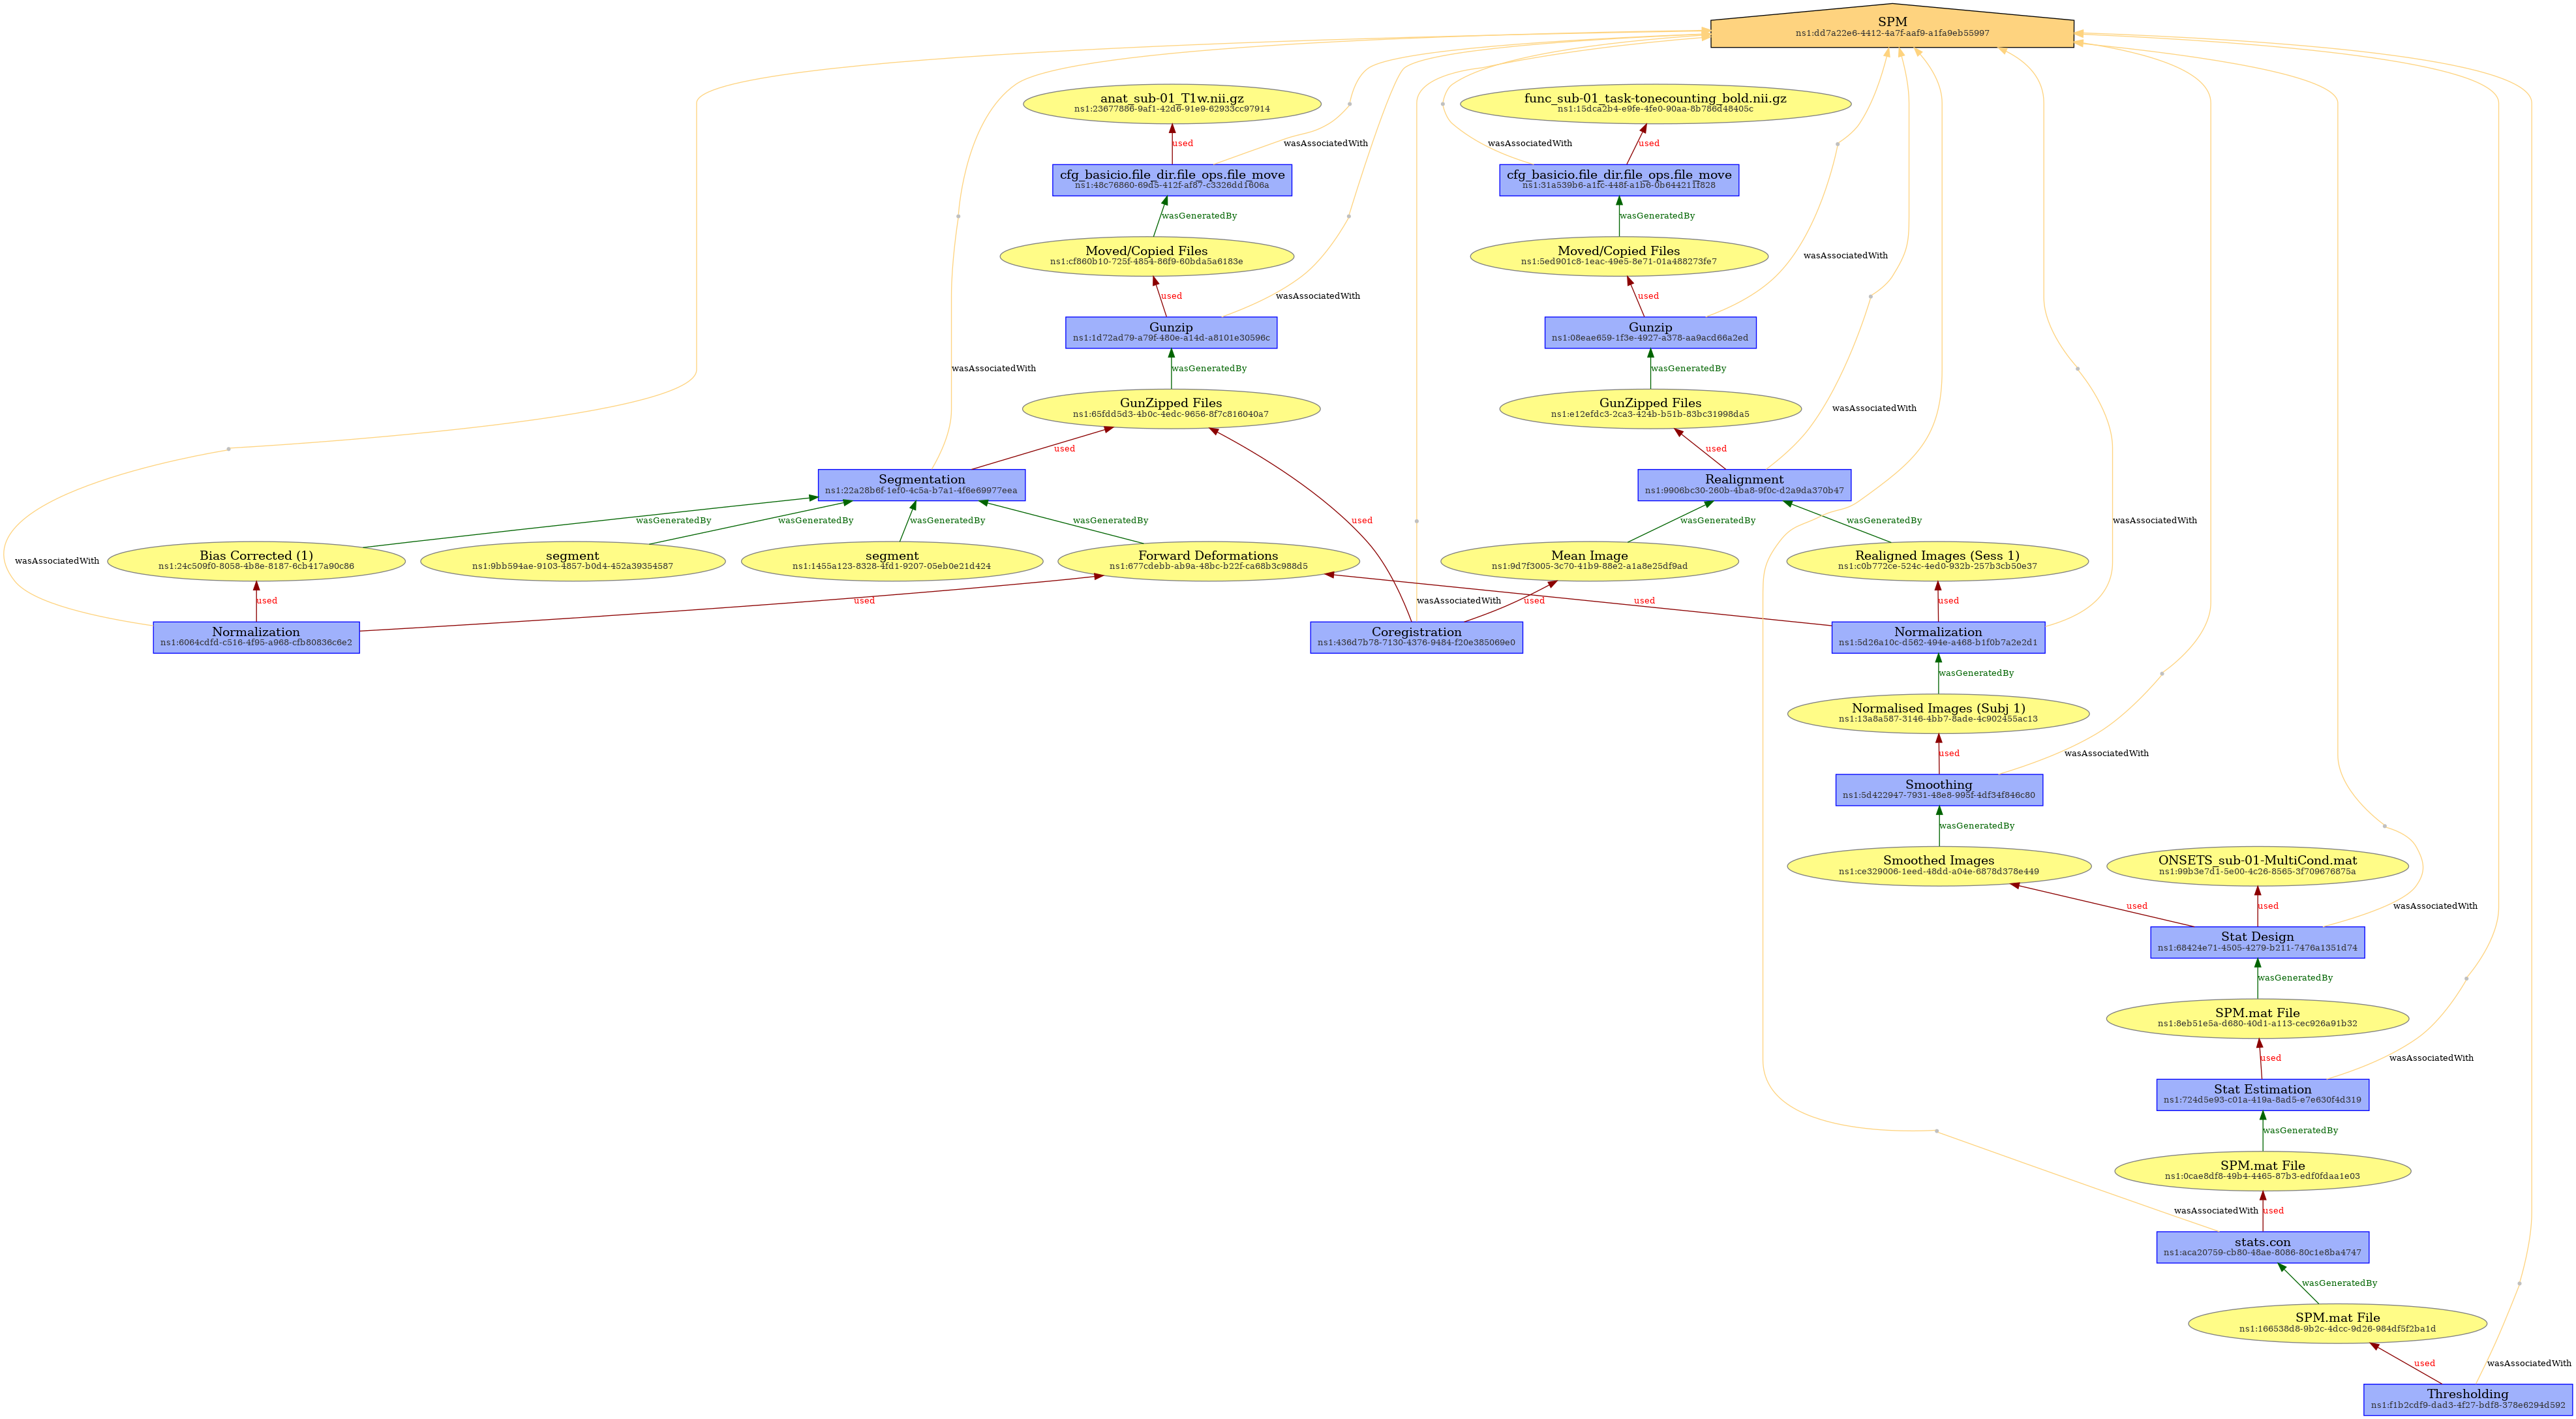 SPM
ns1:dd7a22e6-4412-4a7f-aaf9-a1fa9eb55997
anat_sub-01_T1w.nii.gz
ns1:23677886-9af1-42d6-91e9-62933cc97914
func_sub-01_task-tonecounting_bold.nii.gz
ns1:15dca2b4-e9fe-4fe0-90aa-8b786d48405c
used
wasAssociatedWith
wasAssociatedWith
used
wasAssociatedWith
cfg_basicio.file_dir.file_ops.file_move
ns1:48c76860-69d5-412f-af87-c3326dd1606a
cfg_basicio.file_dir.file_ops.file_move
ns1:31a539b6-a1fc-448f-a1b6-0b644211f828
wasGeneratedBy
wasGeneratedBy
Moved/Copied Files
ns1:cf860b10-725f-4854-86f9-60bda5a6183e
Moved/Copied Files
ns1:5ed901c8-1eac-49e5-8e71-01a488273fe7
used
wasAssociatedWith
used
Gunzip
ns1:1d72ad79-a79f-480e-a14d-a8101e30596c
Gunzip
ns1:08eae659-1f3e-4927-a378-aa9acd66a2ed
wasAssociatedWith
wasGeneratedBy
wasGeneratedBy
GunZipped Files
ns1:65fdd5d3-4b0c-4edc-9656-8f7c816040a7
GunZipped Files
ns1:e12efdc3-2ca3-424b-b51b-83bc31998da5
wasAssociatedWith
used
used
Segmentation
ns1:22a28b6f-1ef0-4c5a-b7a1-4f6e69977eea
Realignment
ns1:9906bc30-260b-4ba8-9f0c-d2a9da370b47
wasGeneratedBy
wasGeneratedBy
wasGeneratedBy
wasGeneratedBy
used
wasGeneratedBy
wasGeneratedBy
wasAssociatedWith
wasAssociatedWith
Bias Corrected (1)
ns1:24c509f0-8058-4b8e-8187-6cb417a90c86
segment
ns1:9bb594ae-9103-4857-b0d4-452a39354587
segment
ns1:1455a123-8328-4fd1-9207-05eb0e21d424
Forward Deformations
ns1:677cdebb-ab9a-48bc-b22f-ca68b3c988d5
Mean Image
ns1:9d7f3005-3c70-41b9-88e2-a1a8e25df9ad
Realigned Images (Sess 1)
ns1:c0b772ce-524c-4ed0-932b-257b3cb50e37
used
used
wasAssociatedWith
used
used
used
Normalization
ns1:6064cdfd-c516-4f95-a968-cfb80836c6e2
Coregistration
ns1:436d7b78-7130-4376-9484-f20e385069e0
Normalization
ns1:5d26a10c-d562-494e-a468-b1f0b7a2e2d1
wasGeneratedBy
Normalised Images (Subj 1)
ns1:13a8a587-3146-4bb7-8ade-4c902455ac13
used
wasAssociatedWith
Smoothing
ns1:5d422947-7931-48e8-995f-4df34f846c80
wasGeneratedBy
Smoothed Images
ns1:ce329006-1eed-48dd-a04e-6878d378e449
ONSETS_sub-01-MultiCond.mat
ns1:99b3e7d1-5e00-4c26-8565-3f709676875a
used
used
wasAssociatedWith
Stat Design
ns1:68424e71-4505-4279-b211-7476a1351d74
wasGeneratedBy
SPM.mat File
ns1:8eb51e5a-d680-40d1-a113-cec926a91b32
used
wasAssociatedWith
Stat Estimation
ns1:724d5e93-c01a-419a-8ad5-e7e630f4d319
wasGeneratedBy
SPM.mat File
ns1:0cae8df8-49b4-4465-87b3-edf0fdaa1e03
wasAssociatedWith
used
stats.con
ns1:aca20759-cb80-48ae-8086-80c1e8ba4747
wasGeneratedBy
SPM.mat File
ns1:166538d8-9b2c-4dcc-9d26-984df5f2ba1d
used
wasAssociatedWith
Thresholding
ns1:f1b2cdf9-dad3-4f27-bdf8-378e6294d592